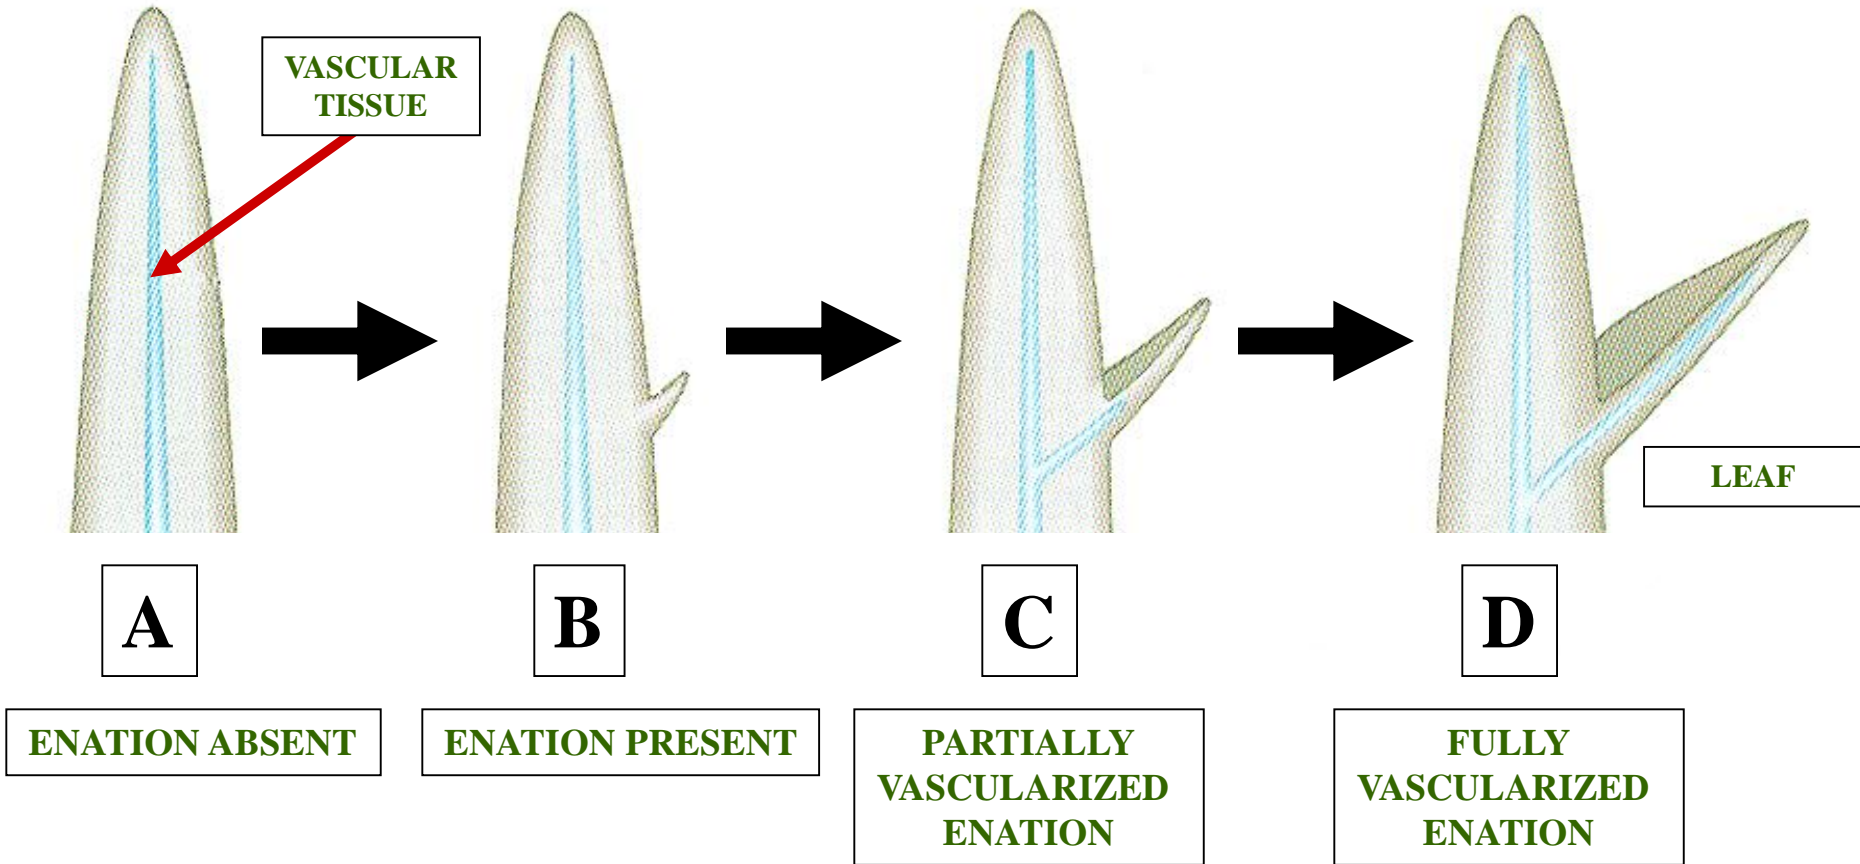 VASCULAR
TISSUE
LEAF
A
B
C
D
ENATION ABSENT
ENATION PRESENT
PARTIALLY
VASCULARIZED
ENATION
FULLY
VASCULARIZED
ENATION